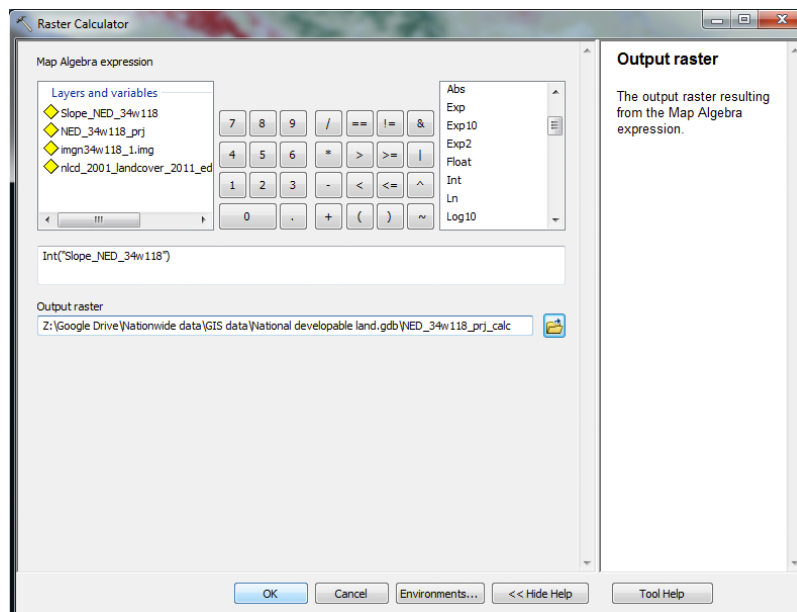 Raster Calculator
Map Algebra expression
Layers and variables
Slope_NED_34w118
NED_34w118_prj
imgn34w118_1.img
nlcd_2001_landcover_2011_ed
7 8 9 / == != &
4 5 6 * > >= |
1 2 3 - < <= ^
0 . + ( ) ~
Abs
Exp
Exp10
Exp2
Float
Int
Ln
Log10
Int("Slope_NED_34w118")
Output raster
Z:\Google Drive\Nationwide data\GIS data\National developable land.gdb\NED_34w118_prj_calc
OK Cancel Environments... << Hide Help Tool Help
Output raster
The output raster resulting
from the Map Algebra
expression.